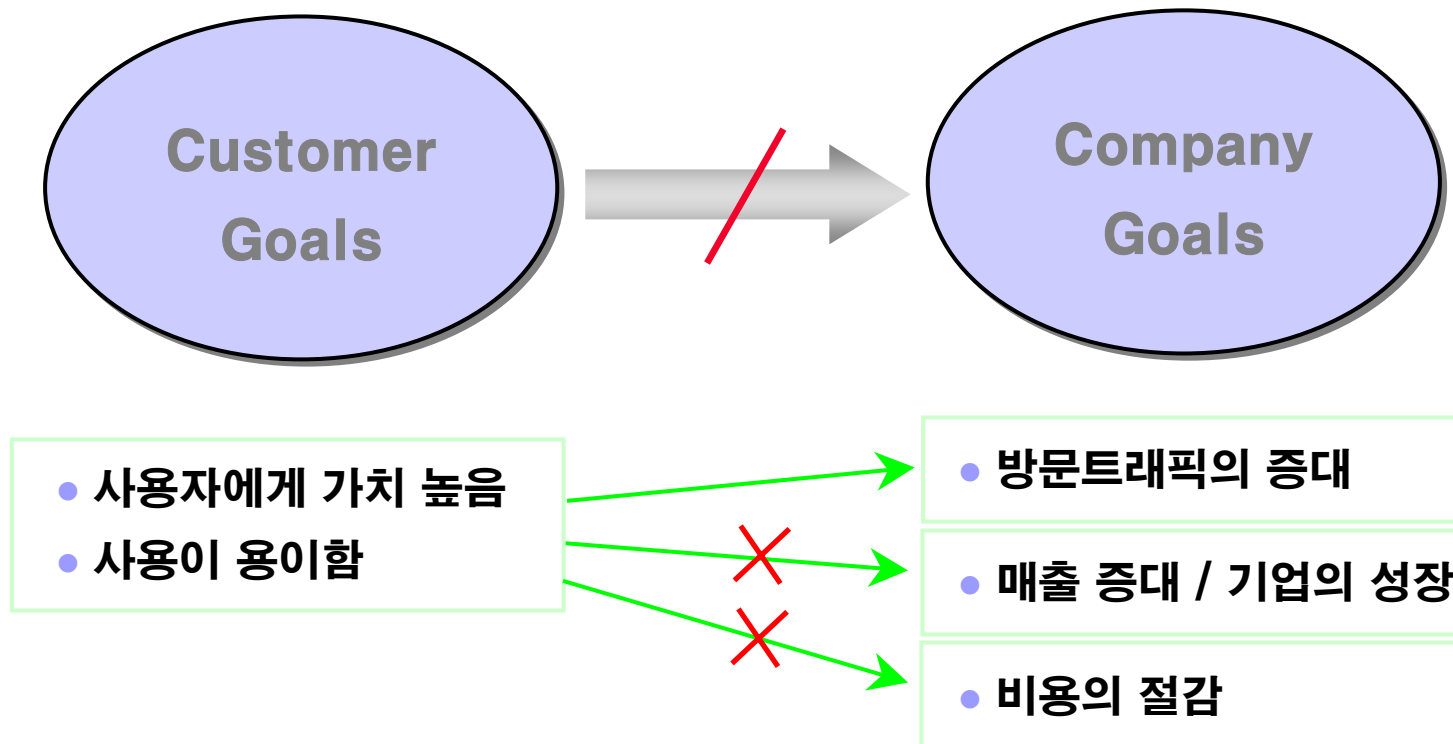 Customer
Goals
Company
Goals
사용자에게 가치 높음
사용이 용이함
방문트래픽의 증대
매출 증대 / 기업의 성장
비용의 절감